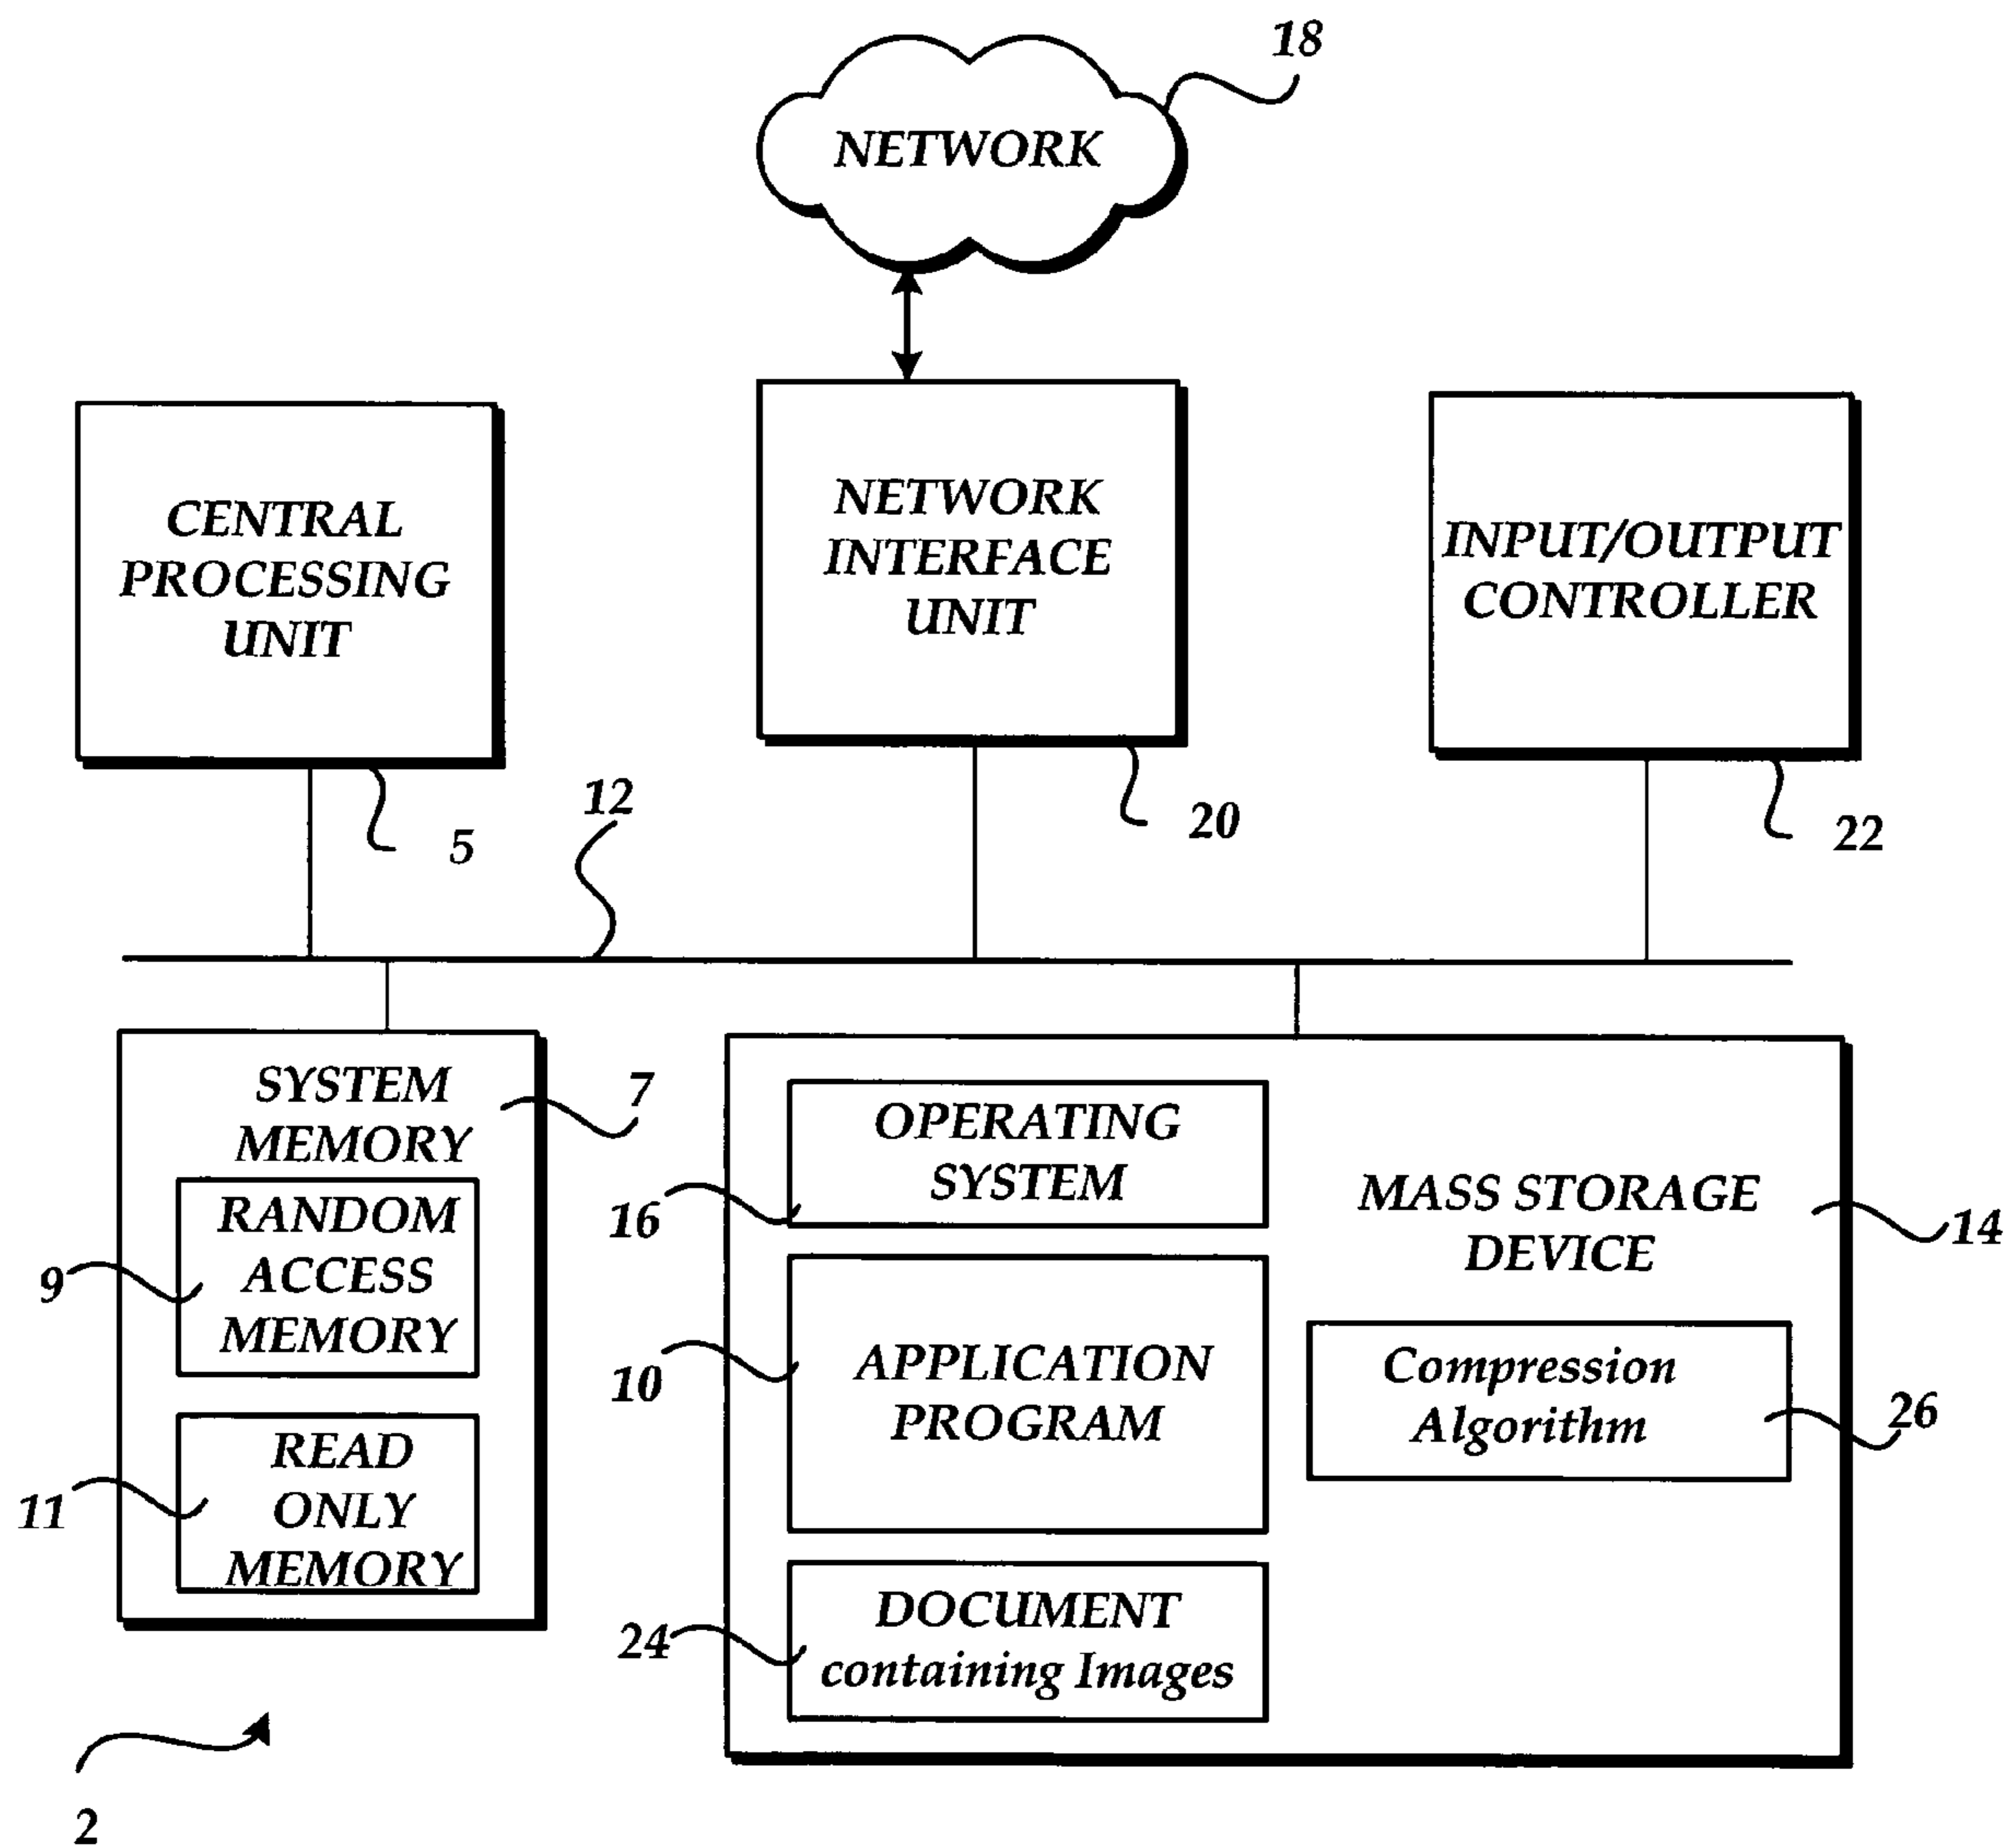 18
NETWORK
CENTRAL
PROCESSING
UNIT
NETWORK
INTERFACE
UNIT
INPUT/OUTPUT
CONTROLLER
5
12
20
22
SYSTEM
MEMORY
7
RANDOM
ACCESS
MEMORY
9
READ
ONLY
MEMORY
11
OPERATING
SYSTEM
16
MASS STORAGE
DEVICE
14
APPLICATION
PROGRAM
10
Compression
Algorithm
26
DOCUMENT
containing Images
24
2